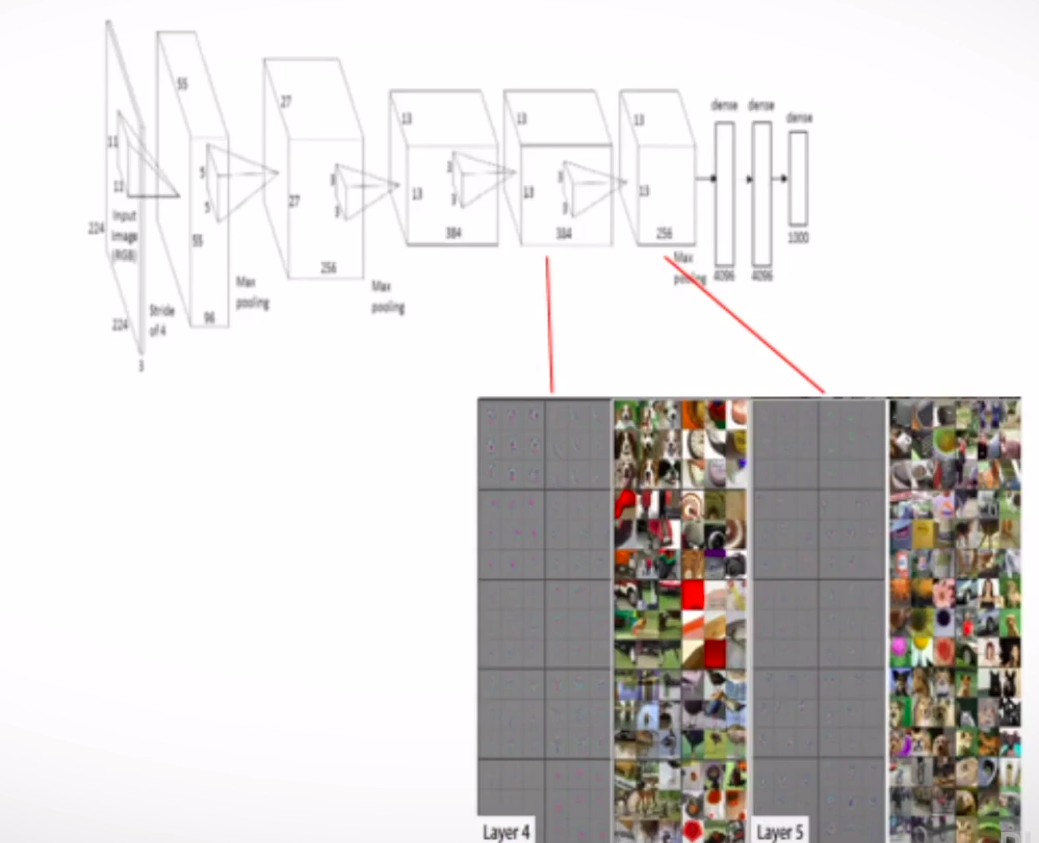 55
27
13
13
13
dense
dense
dense
11
11
5
5
3
3
3
3
3
3
27
13
13
13
224
Input
Image
(RGB)
55
384
384
256
1000
256
Max
pooling
4096
4096
Max
pooling
Max
pooling
Stride
of 4
96
224
3
Layer 4
Layer 5